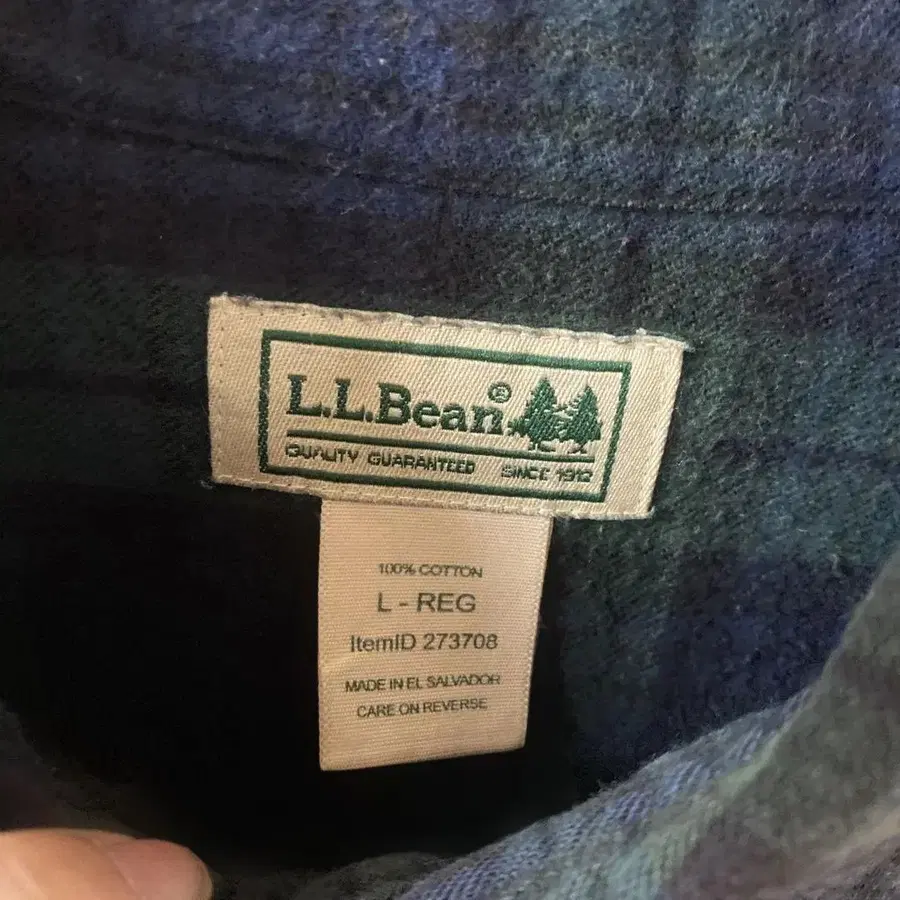 L.L.Bean®
QUALITY GUARANTEED SINCE 1912
100% COTTON
L - REG
ItemID 273708
MADE IN EL SALVADOR
CARE ON REVERSE